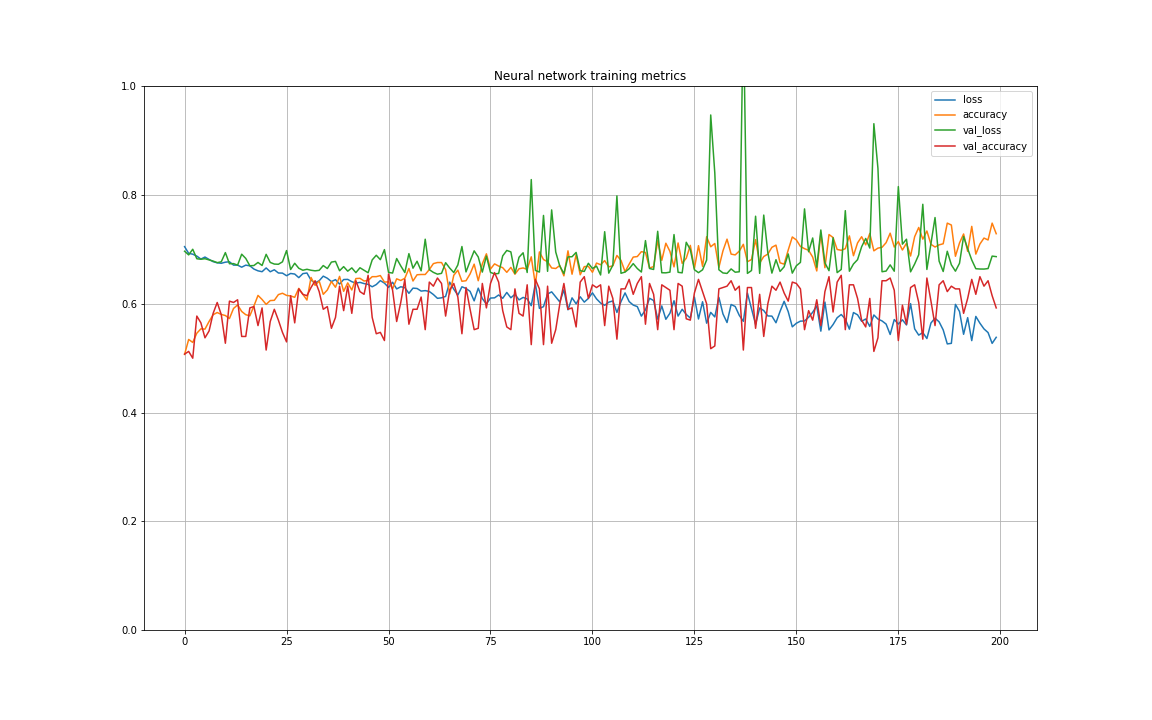 Neural network training metrics
1.0
0.8
0.6
0.4
0.2
0.0
loss
accuracy
val_loss
val_accuracy
0 25 50 75 100 125 150 175 200